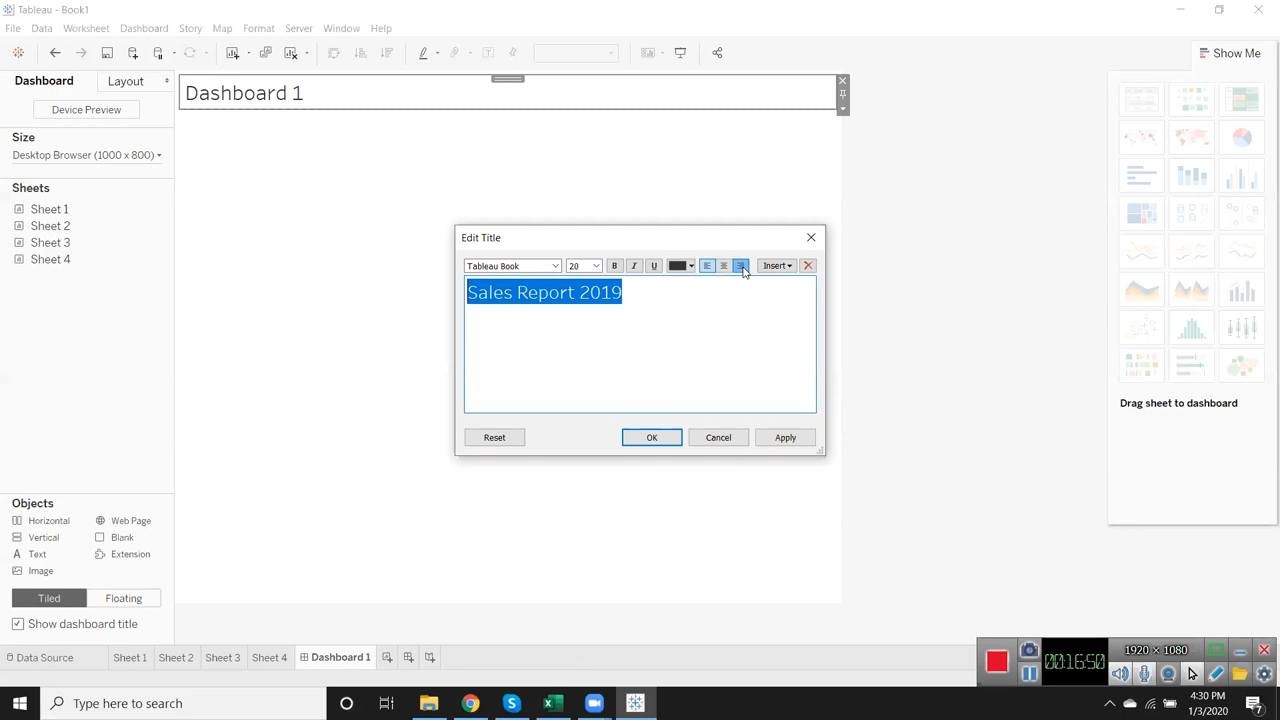 Tableau - Book1
File Data Worksheet Dashboard Story Map Format Server Window Help
Dashboard Layout
Show Me
Device Preview
Dashboard 1
Size
Desktop Browser (1000 x 800)
Sheets
Sheet 1
Sheet 2
Sheet 3
Sheet 4
Edit Title
Tableau Book 20 B I U Insert
Sales Report 2019
Reset OK Cancel Apply
Drag sheet to dashboard
Objects
Horizontal Web Page
Vertical Blank
A Text Extension
Image
Tiled Floating
Show dashboard title
Data Source Sheet 1 Sheet 2 Sheet 3 Sheet 4 Dashboard 1
00:16:50
1920 × 1080
Type here to search
4:30 PM
1/3/2020
7